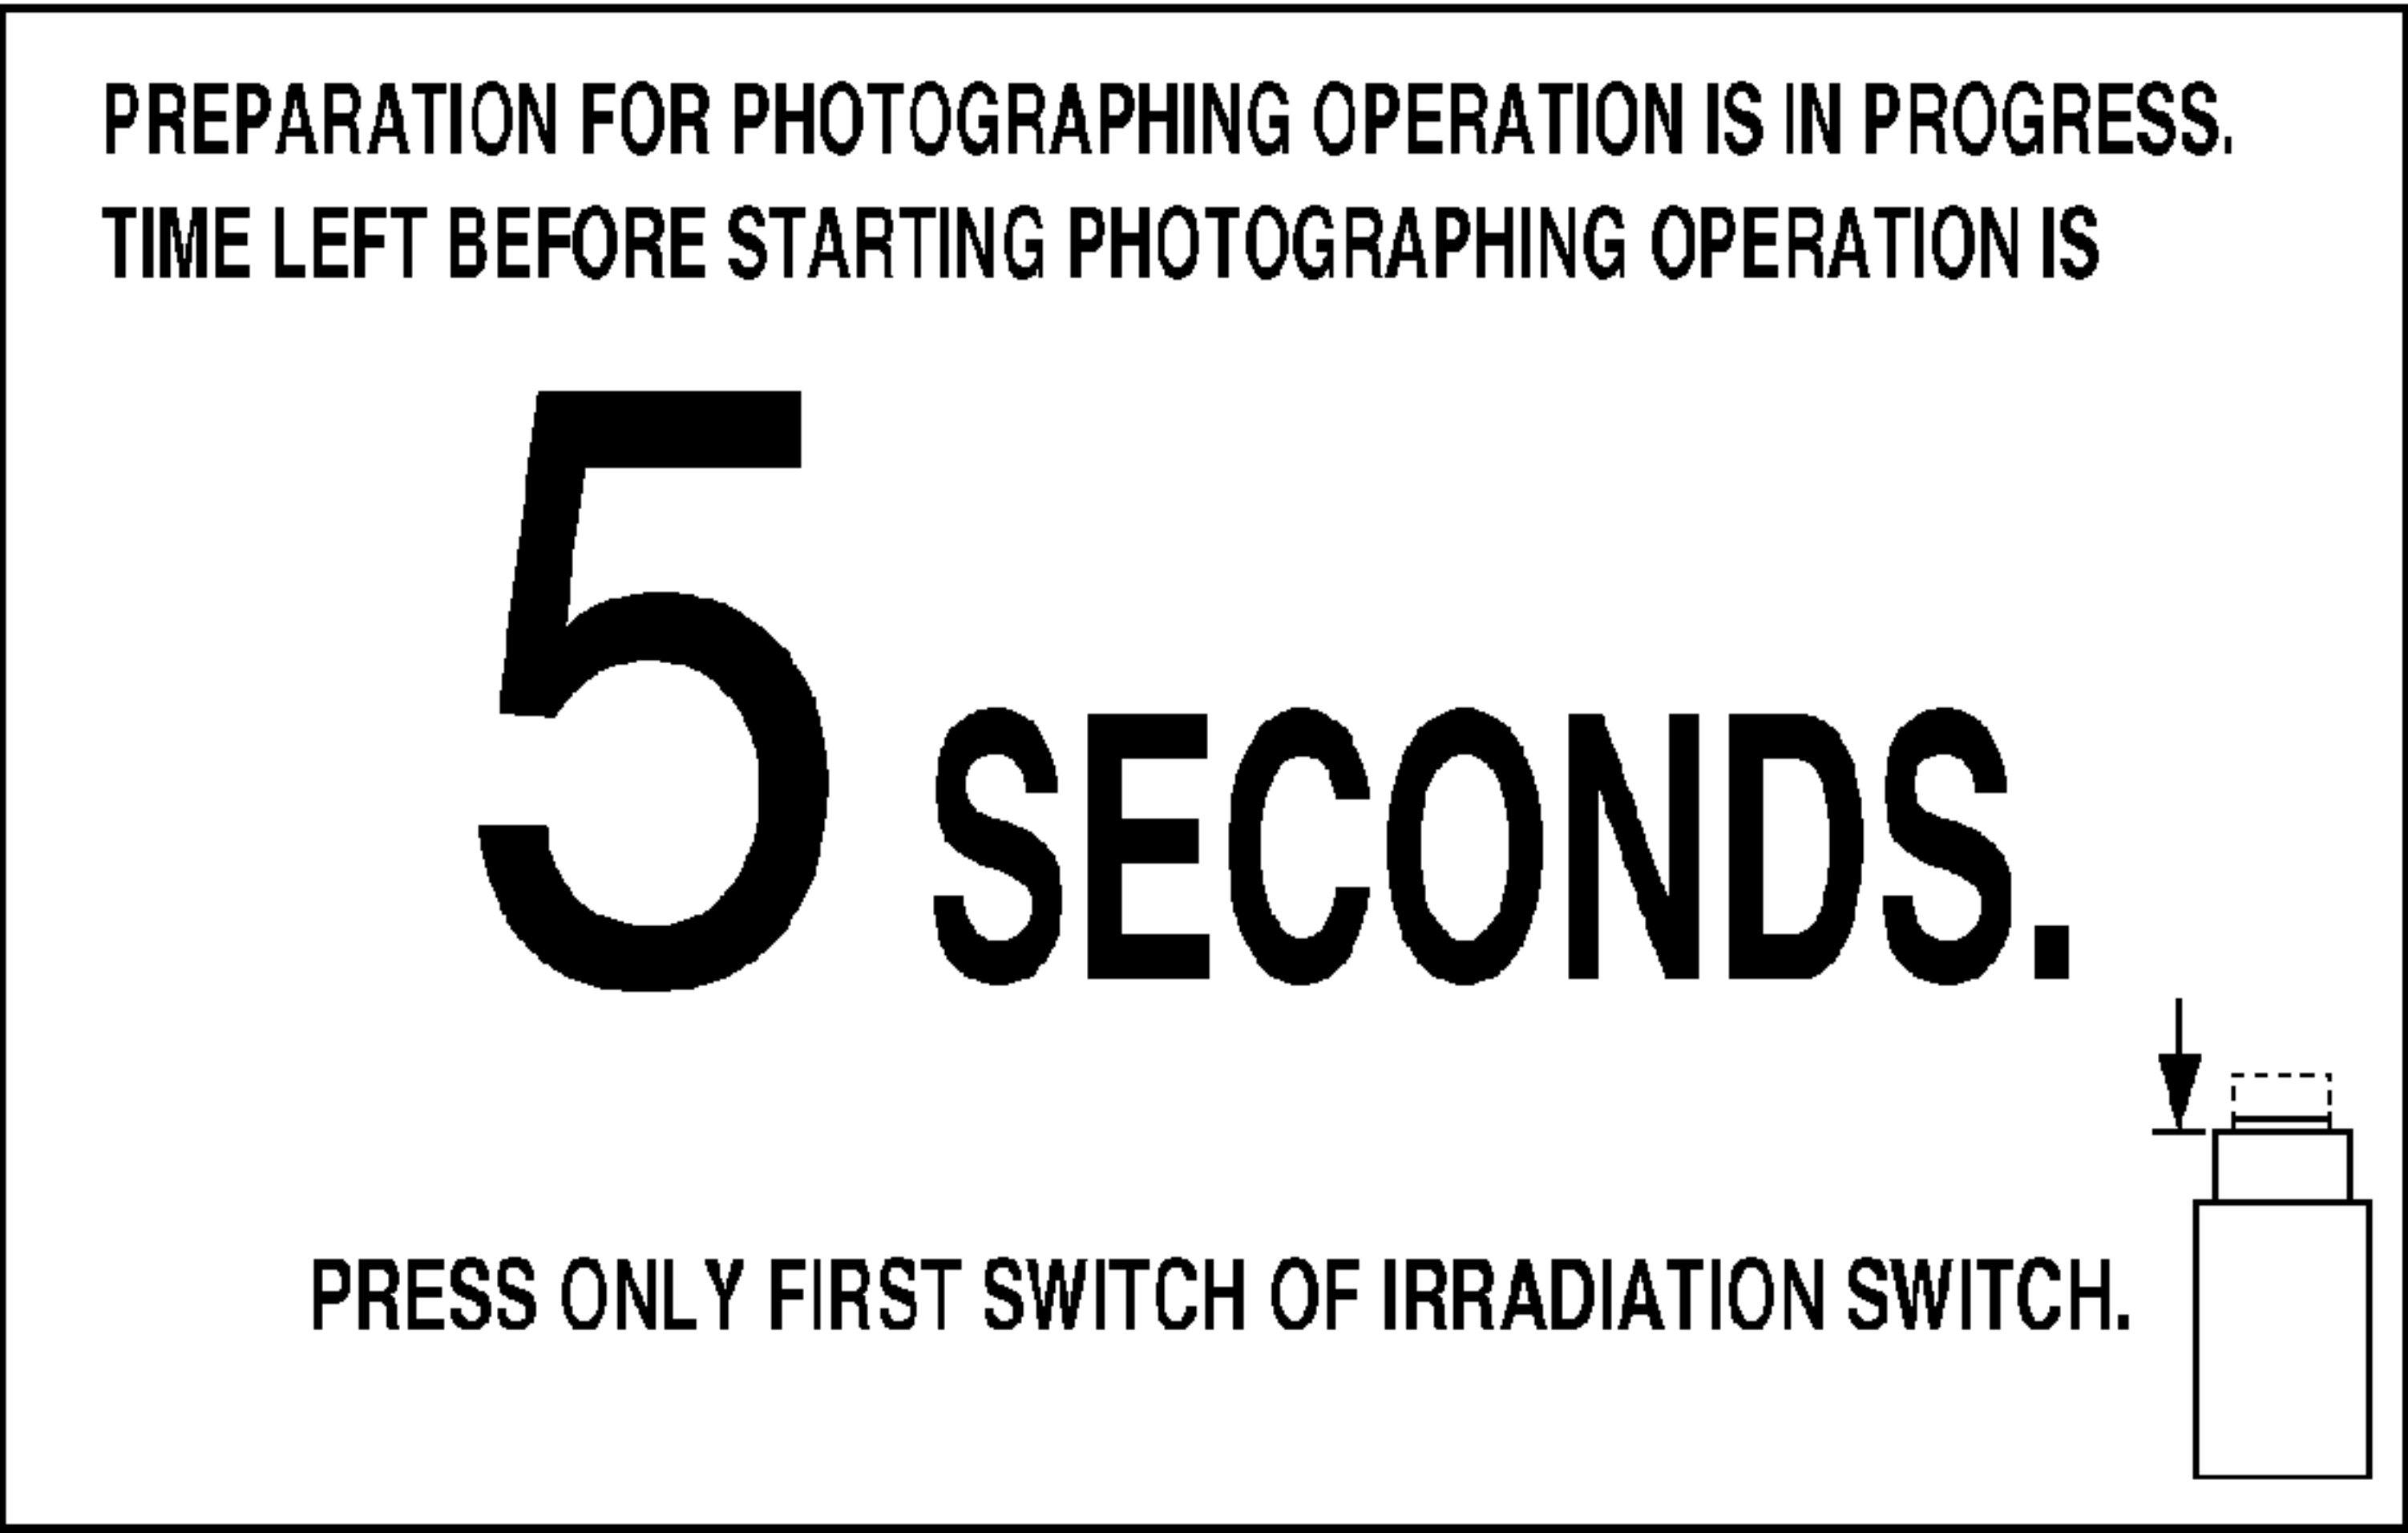 PREPARATION FOR PHOTOGRAPHING OPERATION IS IN PROGRESS.
TIME LEFT BEFORE STARTING PHOTOGRAPHING OPERATION IS
5 SECONDS.
PRESS ONLY FIRST SWITCH OF IRRADIATION SWITCH.